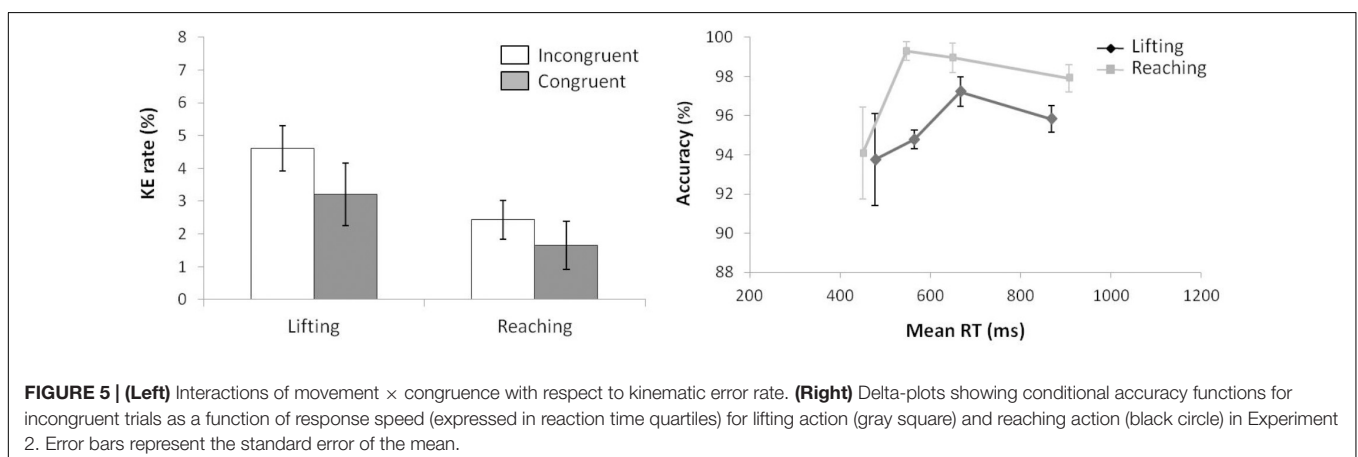 8
7
6
5
4
3
2
1
0
KE rate (%)
Incongruent
Congruent
Lifting
Reaching
100
98
96
94
92
90
88
Accuracy (%)
Lifting
Reaching
200
400
600
800
1000
1200
Mean RT (ms)
FIGURE 5 | (Left) Interactions of movement × congruence with respect to kinematic error rate. (Right) Delta-plots showing conditional accuracy functions for
incongruent trials as a function of response speed (expressed in reaction time quartiles) for lifting action (gray square) and reaching action (black circle) in Experiment
2. Error bars represent the standard error of the mean.